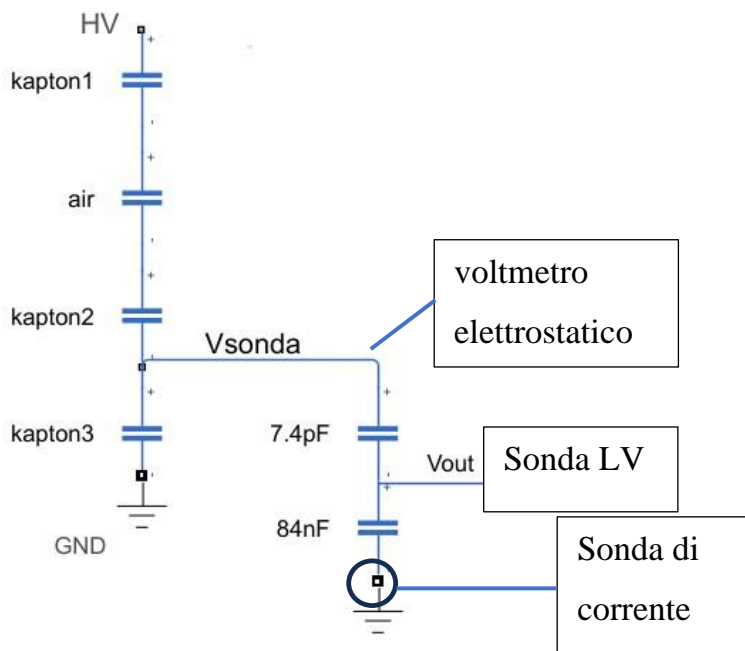 HV
kapton1
air
kapton2
Vsonda
voltmetro
elettrostatico
kapton3
7.4pF
Vout
Sonda LV
84nF
GND
Sonda di
corrente